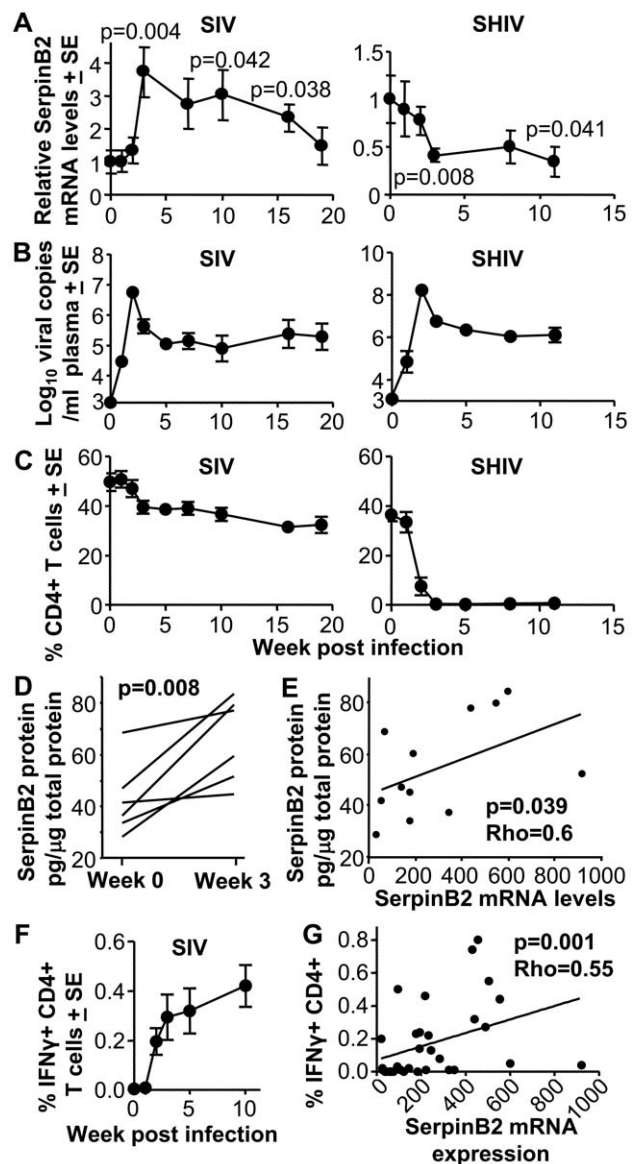 A
SIV
SHIV
Relative SerpinB2
mRNA levels ± SE
p=0.004
p=0.042
p=0.038
4
3
2
1
0
0 5 10 15 20
1.5
1
0.5
0
p=0.008
p=0.041
0 5 10 15
B
SIV
SHIV
Log10 viral copies
/ml plasma ± SE
7
6
5
4
3
0 5 10 15 20
10
8
6
4
3
0 5 10 15
C
SIV
SHIV
% CD4+ T cells ± SE
60
40
20
0
0 5 10 15 20
60
40
20
0
0 5 10 15
Week post infection
D
p=0.008
SerpinB2 protein
pg/µg total protein
80
60
40
20
Week 0 Week 3
E
SerpinB2 protein
pg/µg total protein
80
60
40
20
p=0.039
Rho=0.6
0 200 400 600 800 1000
SerpinB2 mRNA levels
F
SIV
% IFNγ+ CD4+
T cells ± SE
0.6
0.4
0.2
0.0
0 5 10
Week post infection
G
p=0.001
Rho=0.55
% IFNγ+ CD4+
0.8
0.6
0.4
0.2
0.0
0 200 400 600 800 1000
SerpinB2 mRNA
expression